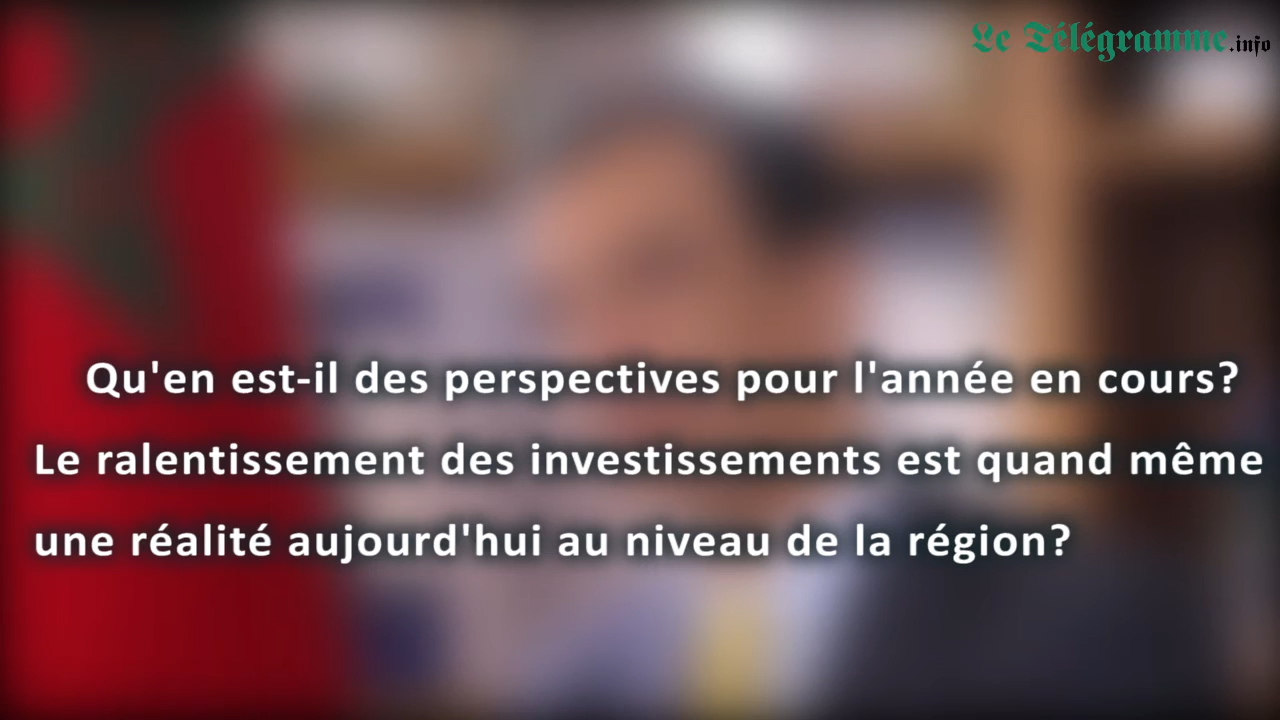 Le Télégramme.info
Qu'en est-il des perspectives pour l'année en cours?
Le ralentissement des investissements est quand même
une réalité aujourd'hui au niveau de la région?